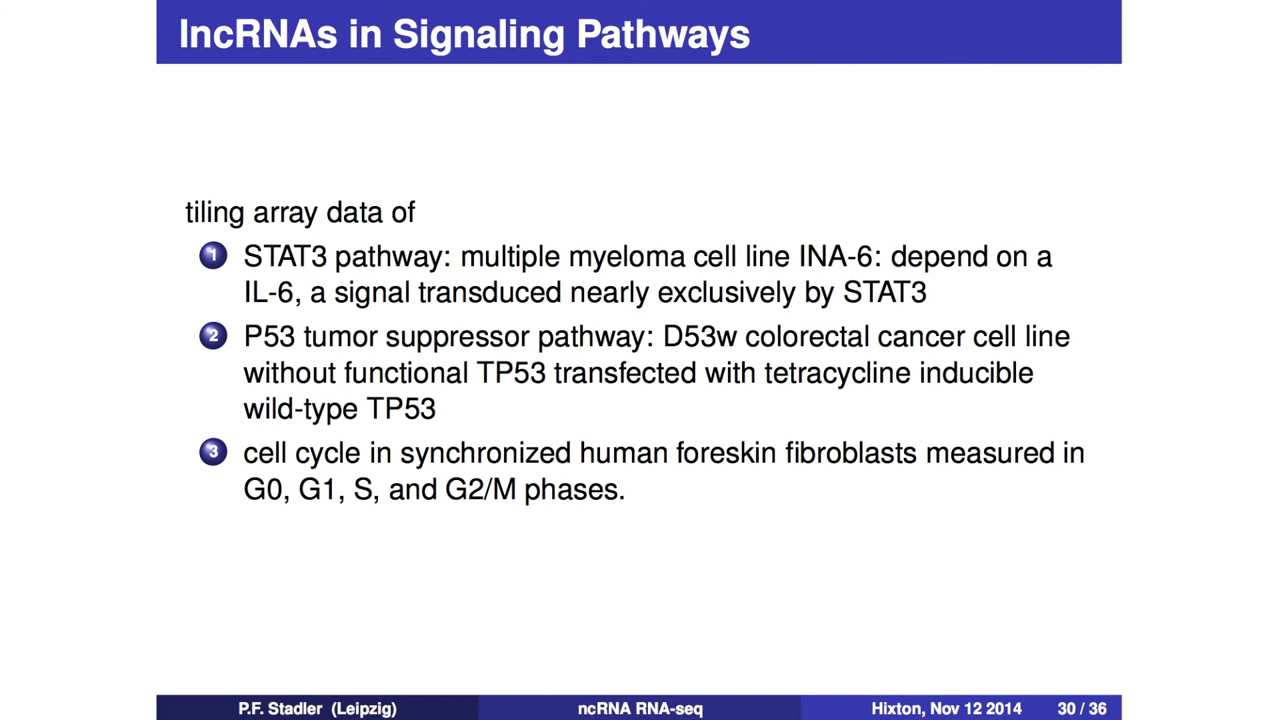 lncRNAs in Signaling Pathways
tiling array data of
1 STAT3 pathway: multiple myeloma cell line INA-6: depend on a
IL-6, a signal transduced nearly exclusively by STAT3
2 P53 tumor suppressor pathway: D53w colorectal cancer cell line
without functional TP53 transfected with tetracycline inducible
wild-type TP53
3 cell cycle in synchronized human foreskin fibroblasts measured in
G0, G1, S, and G2/M phases.
P.F. Stadler (Leipzig) ncRNA RNA-seq Hixton, Nov 12 2014 30 / 36